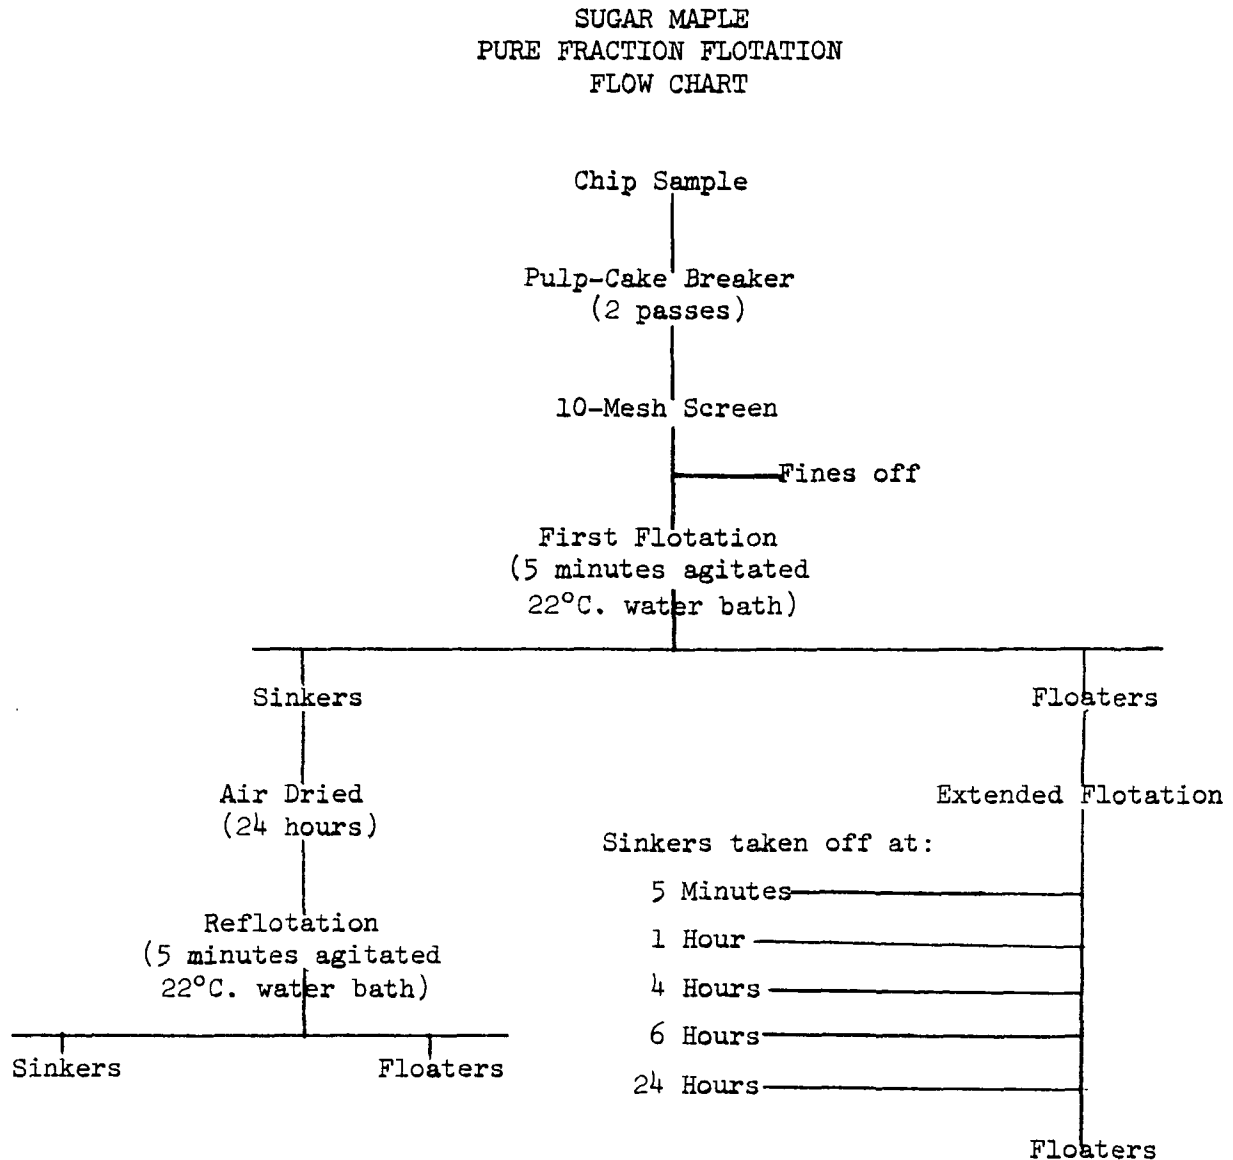 SUGAR MAPLE
PURE FRACTION FLOTATION
FLOW CHART
Chip Sample
Pulp-Cake Breaker
(2 passes)
10-Mesh Screen
Fines off
First Flotation
(5 minutes agitated
22°C. water bath)
Sinkers
Floaters
Air Dried
(24 hours)
Extended Flotation
Sinkers taken off at:
5 Minutes
1 Hour
4 Hours
6 Hours
24 Hours
Floaters
Reflotation
(5 minutes agitated
22°C. water bath)
Sinkers
Floaters